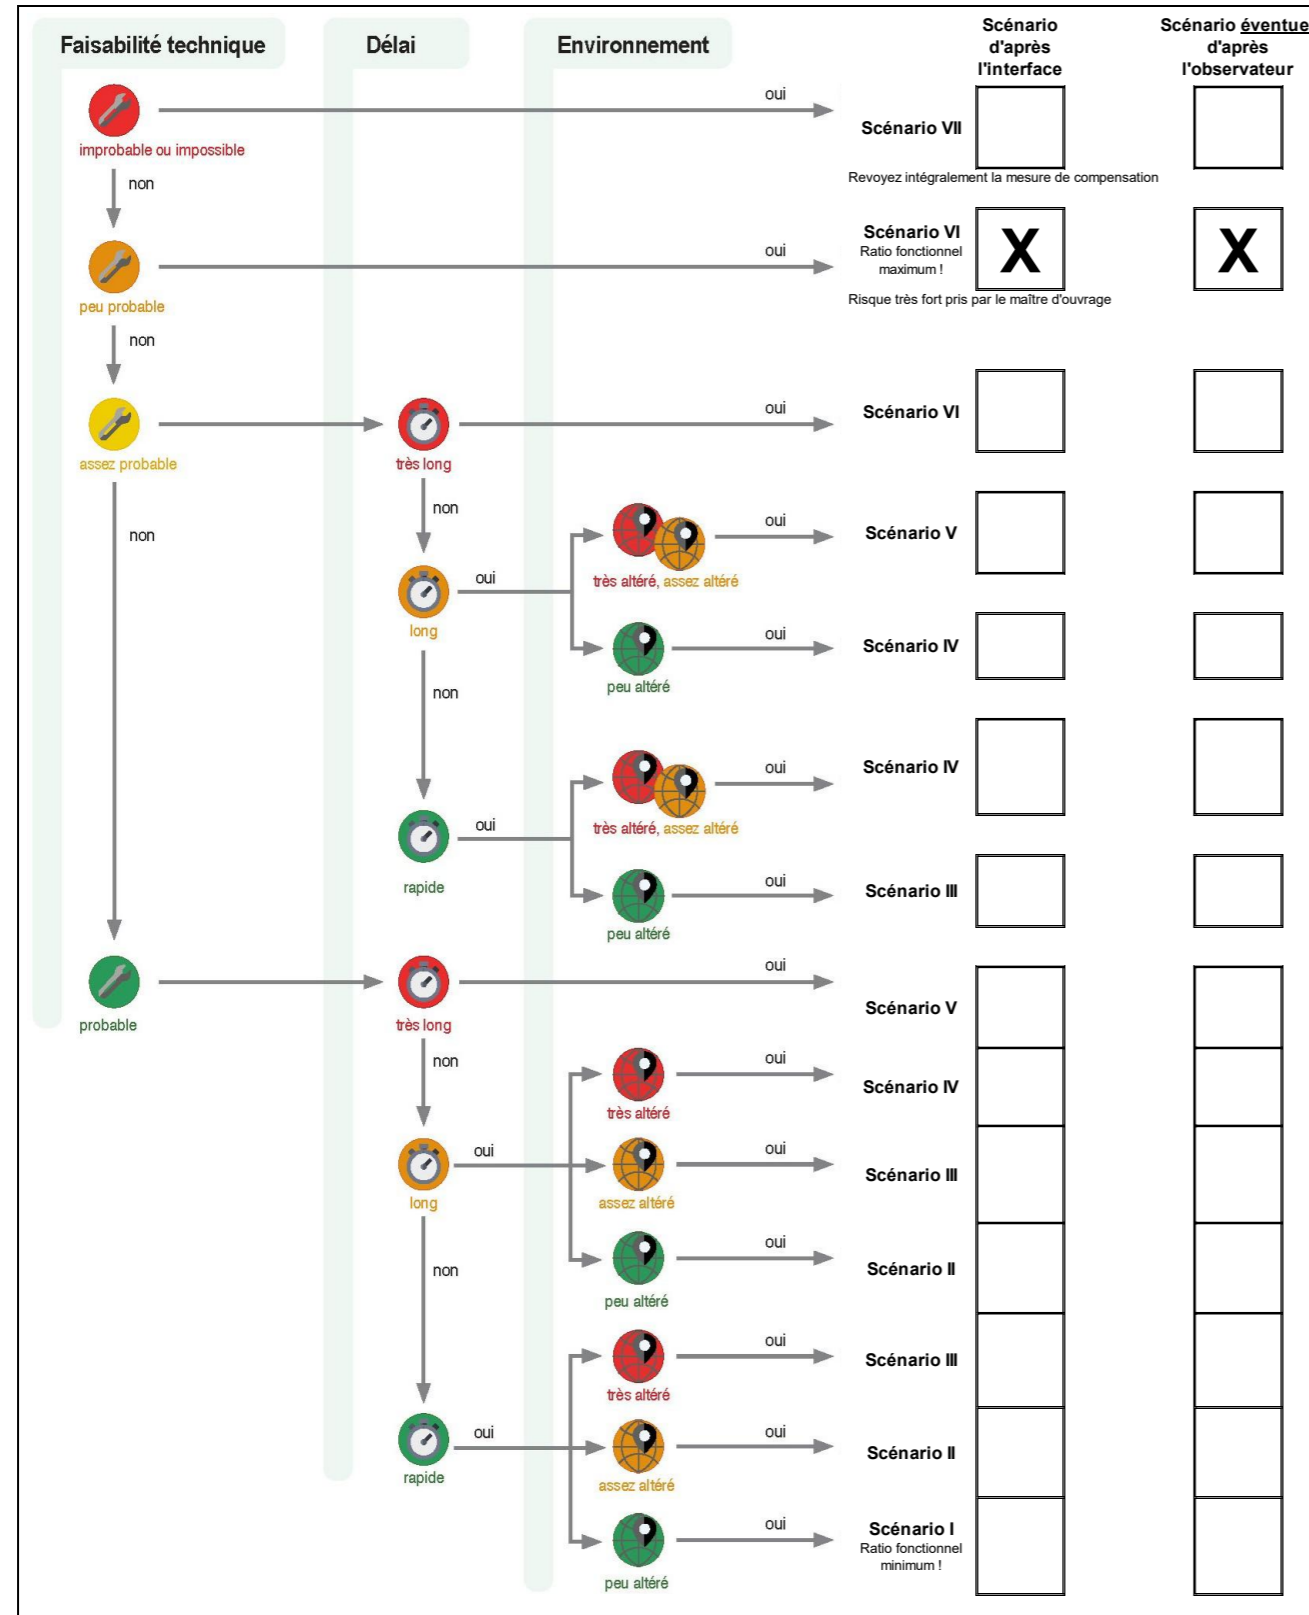 Faisabilité technique
Délai
Environnement
Scénario
d'après
l'interface
Scénario éventue
d'après
l'observateur
improbable ou impossible
oui
Scénario VII
Revoyez intégralement la mesure de compensation
non
peu probable
oui
Scénario VI
Ratio fonctionnel
maximum !
X
X
Risque très fort pris par le maître d'ouvrage
non
assez probable
très long
oui
Scénario VI
non
non
long
oui
très altéré, assez altéré
oui
Scénario V
peu altéré
oui
Scénario IV
non
rapide
oui
très altéré, assez altéré
oui
Scénario IV
peu altéré
oui
Scénario III
probable
très long
oui
Scénario V
non
long
oui
très altéré
oui
Scénario IV
assez altéré
oui
Scénario III
peu altéré
oui
Scénario II
non
rapide
oui
très altéré
oui
Scénario III
assez altéré
oui
Scénario II
peu altéré
oui
Scénario I
Ratio fonctionnel
minimum !